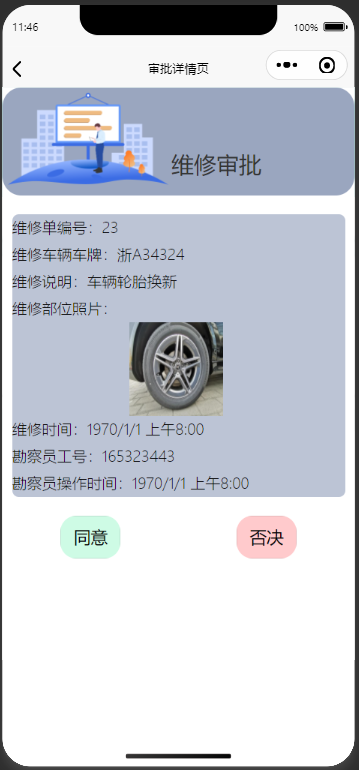 11:46
100%
审批详情页
维修审批
维修单编号：23
维修车辆车牌：浙A34324
维修说明：车辆轮胎换新
维修部位照片：
维修时间：1970/1/1 上午8:00
勘察员工号：165323443
勘察员操作时间：1970/1/1 上午8:00
同意
否决